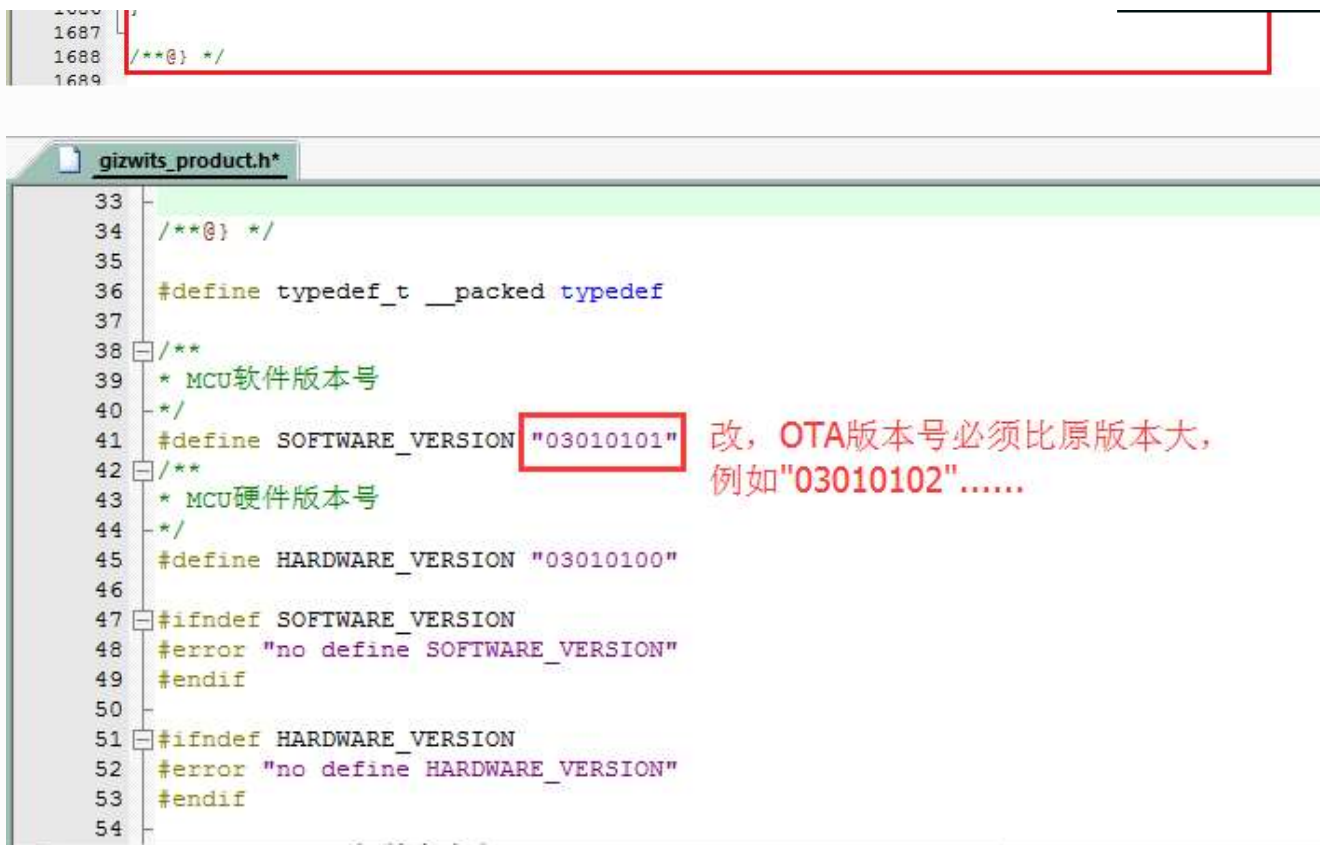 1687
1688 /**@} */
1689
gizwits_product.h*
33
34 /**@} */
35
36 #define typedef_t __packed typedef
37
38 /**
39 * MCU软件版本号
40 */
41 #define SOFTWARE_VERSION "03010101" 改，OTA版本号必须比原版本大，
42 /** 例如"03010102"......
43 * MCU硬件版本号
44 */
45 #define HARDWARE_VERSION "03010100"
46
47 #ifndef SOFTWARE_VERSION
48 #error "no define SOFTWARE_VERSION"
49 #endif
50
51 #ifndef HARDWARE_VERSION
52 #error "no define HARDWARE_VERSION"
53 #endif
54